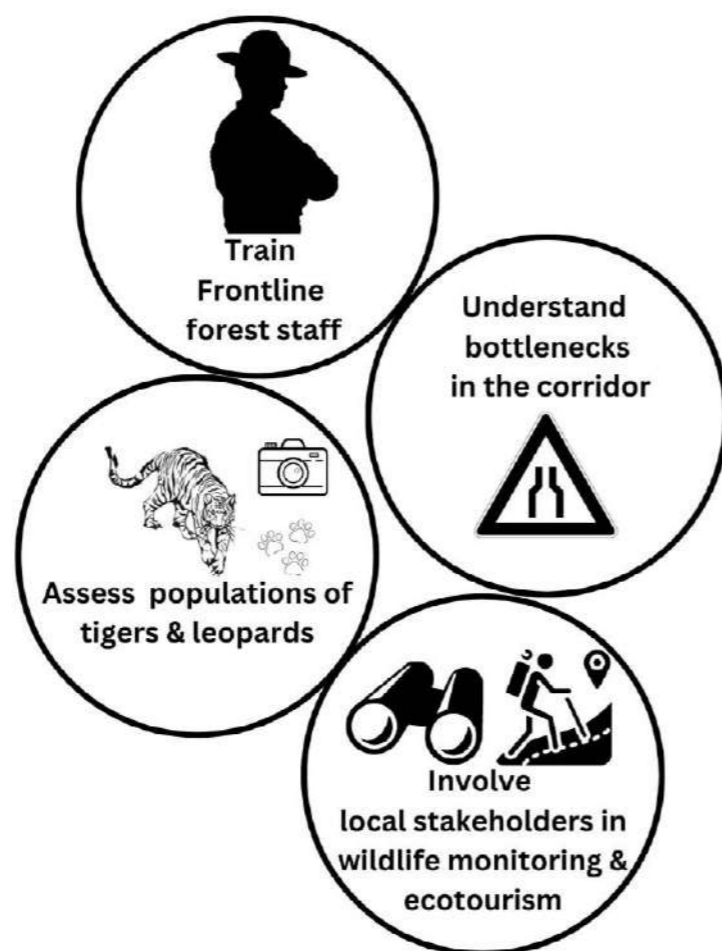 Train
Frontline
forest staff
Understand
bottlenecks
in the corridor
Assess populations of
tigers & leopards
Involve
local stakeholders in
wildlife monitoring &
ecotourism